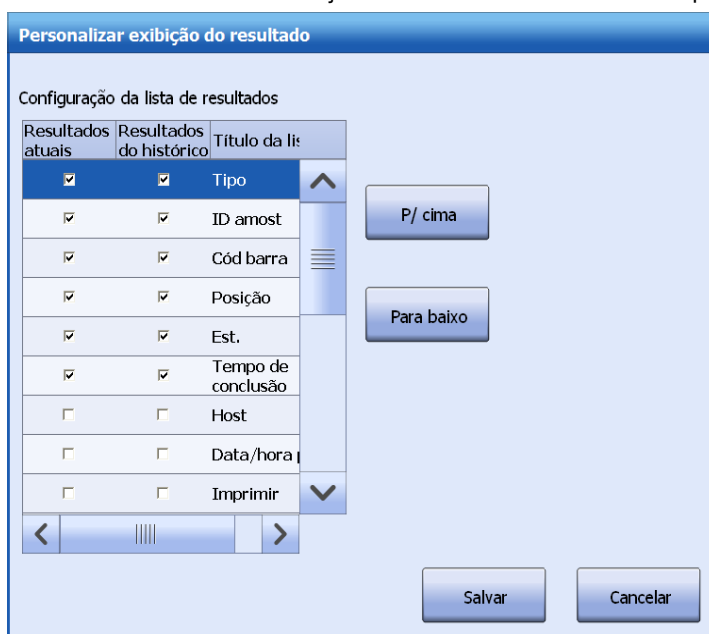 Personalizar exibição do resultado
Configuração da lista de resultados
Resultados atuais
Resultados do histórico
Título da lis
Tipo
ID amost
Cód barra
Posição
Est.
Tempo de
conclusão
Host
Data/hora
Imprimir
P/ cima
Para baixo
Salvar
Cancelar